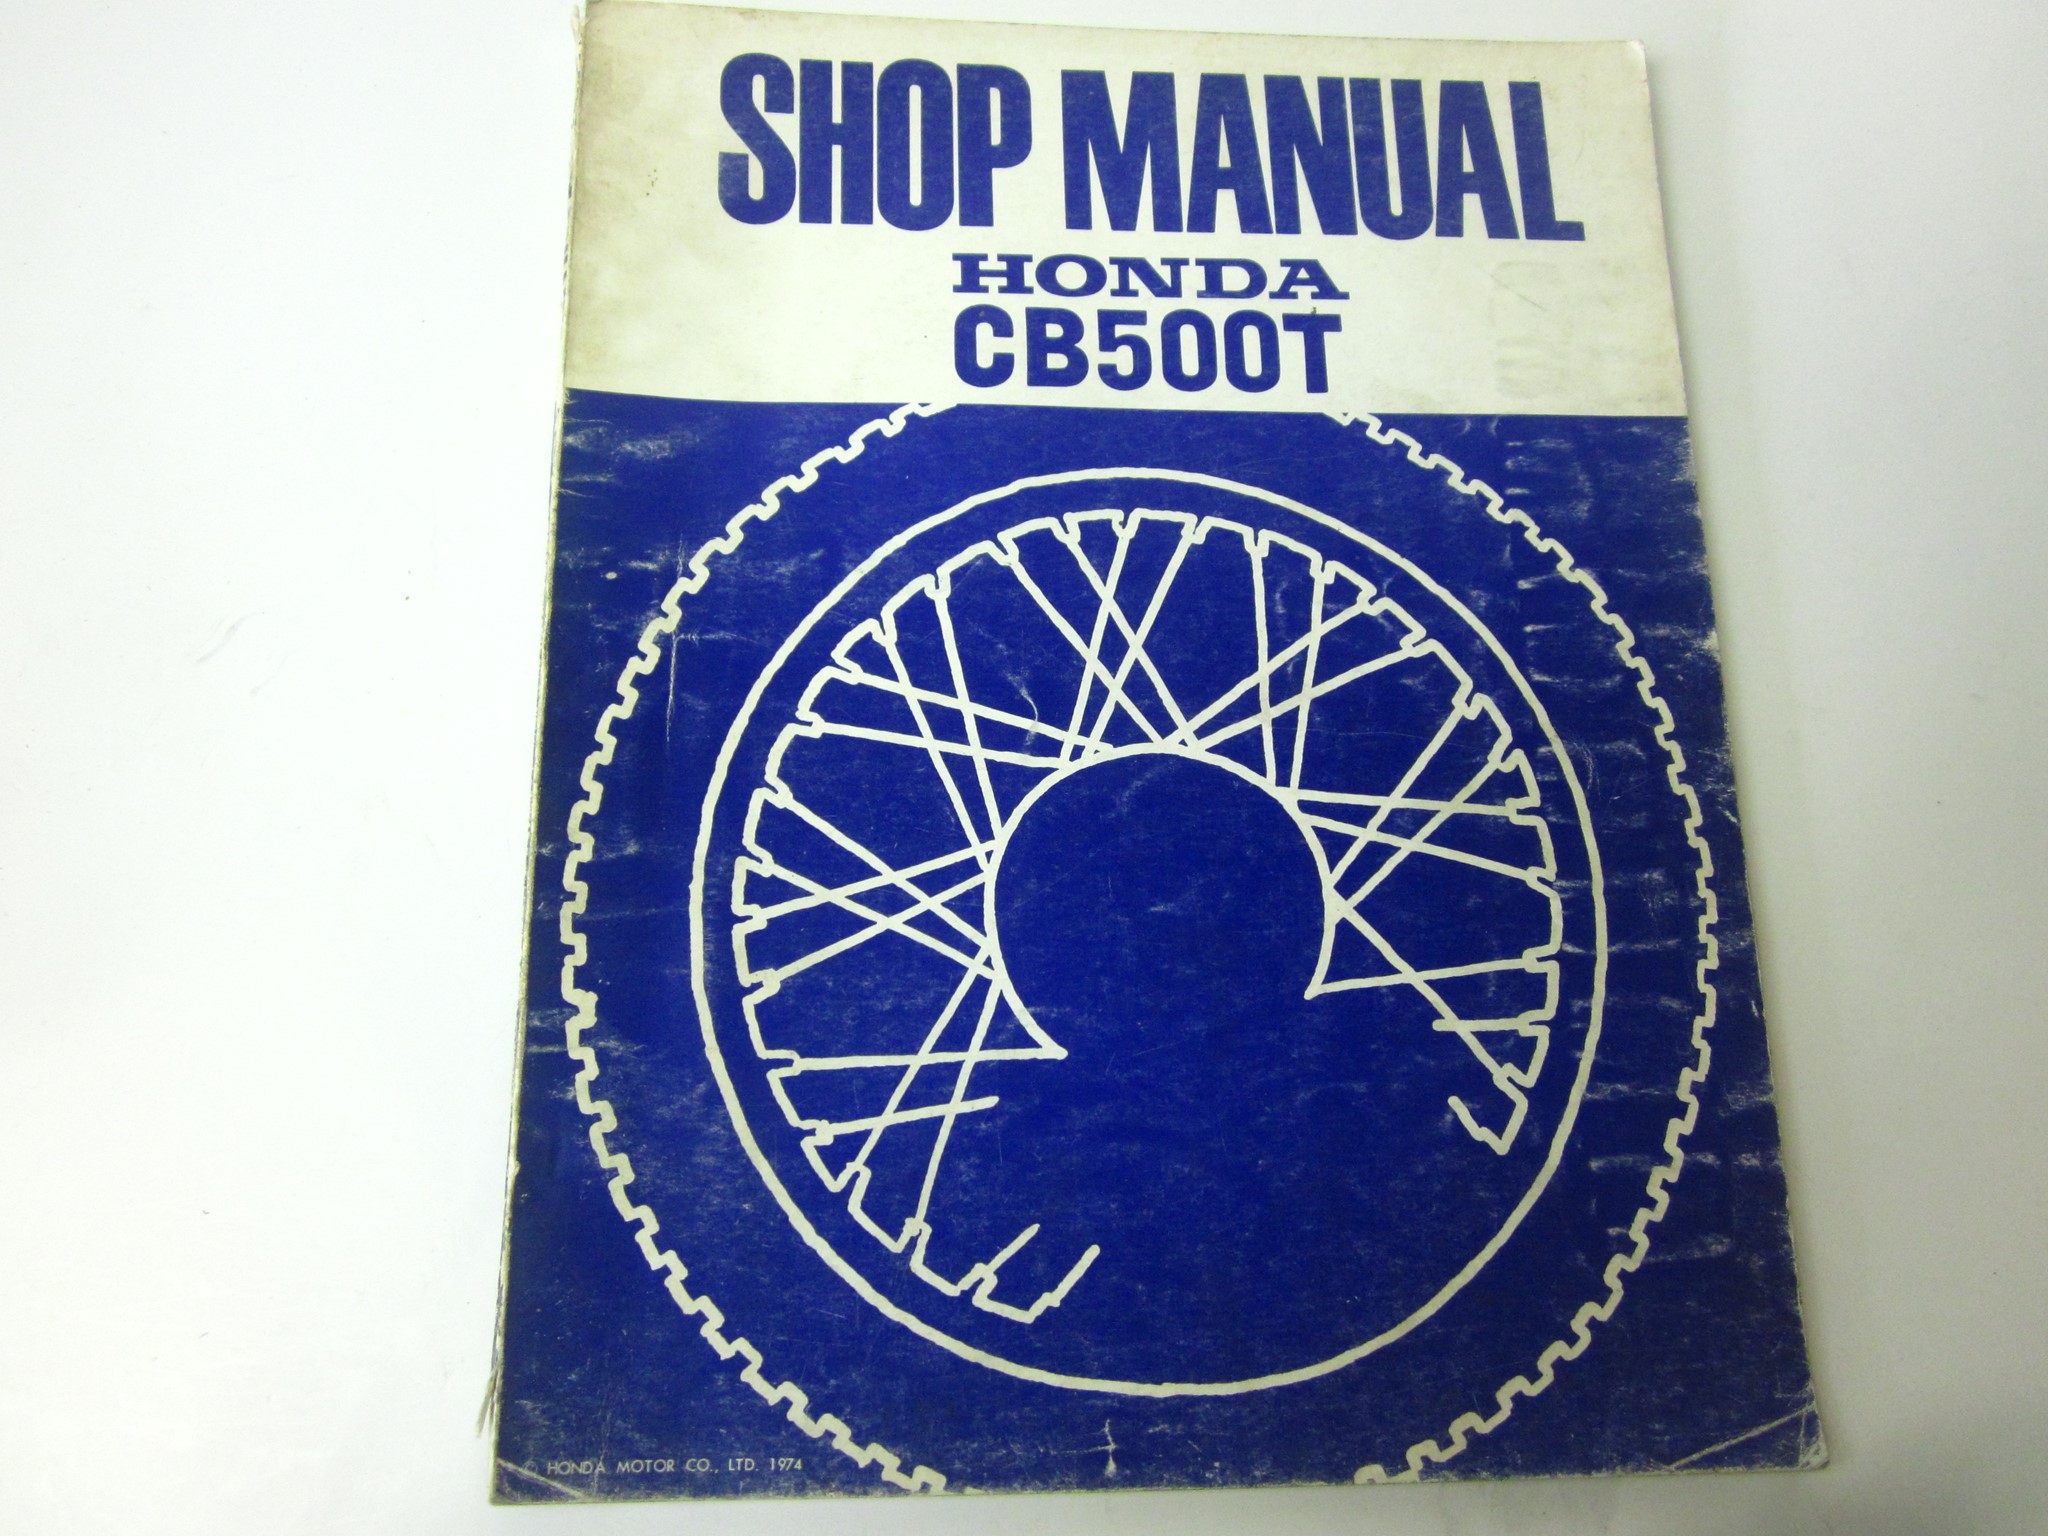 SHOP MANUAL
HONDA
CB500T
© HONDA MOTOR CO., LTD. 1974